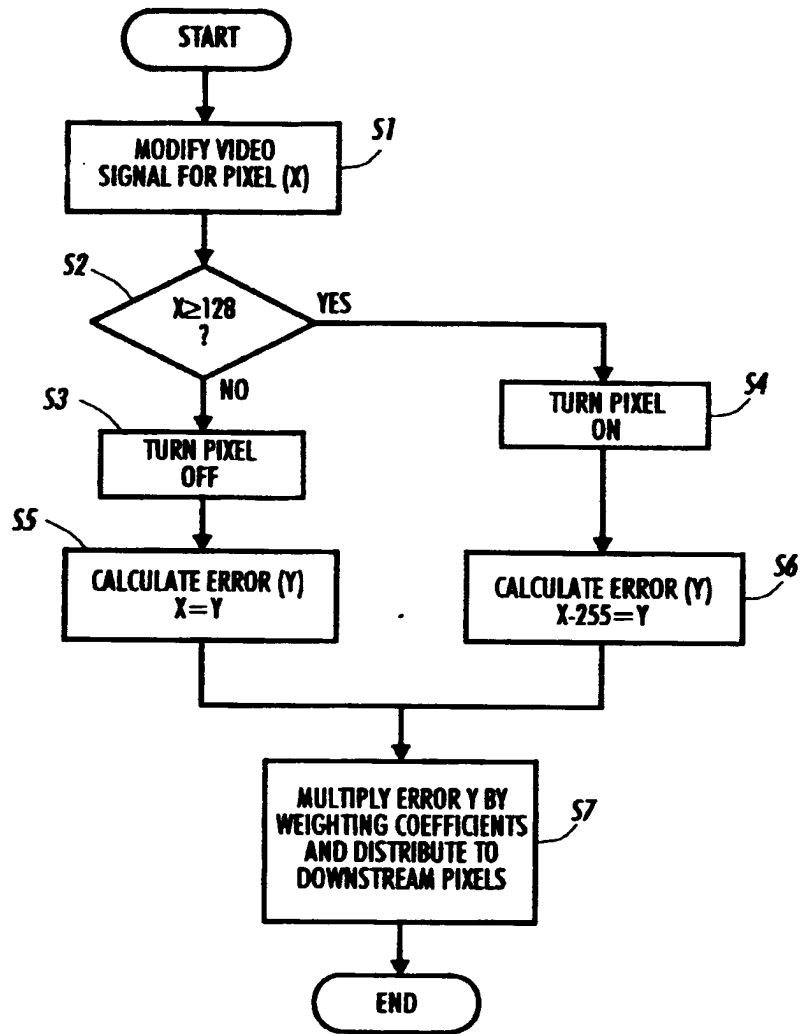 START
MODIFY VIDEO
SIGNAL FOR PIXEL (X)
S1
S2
X≥128
?
YES
NO
S3
TURN PIXEL
OFF
S4
TURN PIXEL
ON
S5
CALCULATE ERROR (Y)
X=Y
S6
CALCULATE ERROR (Y)
X-255=Y
MULTIPLY ERROR Y BY
WEIGHTING COEFFICIENTS
AND DISTRIBUTE TO
DOWNSTREAM PIXELS
S7
END